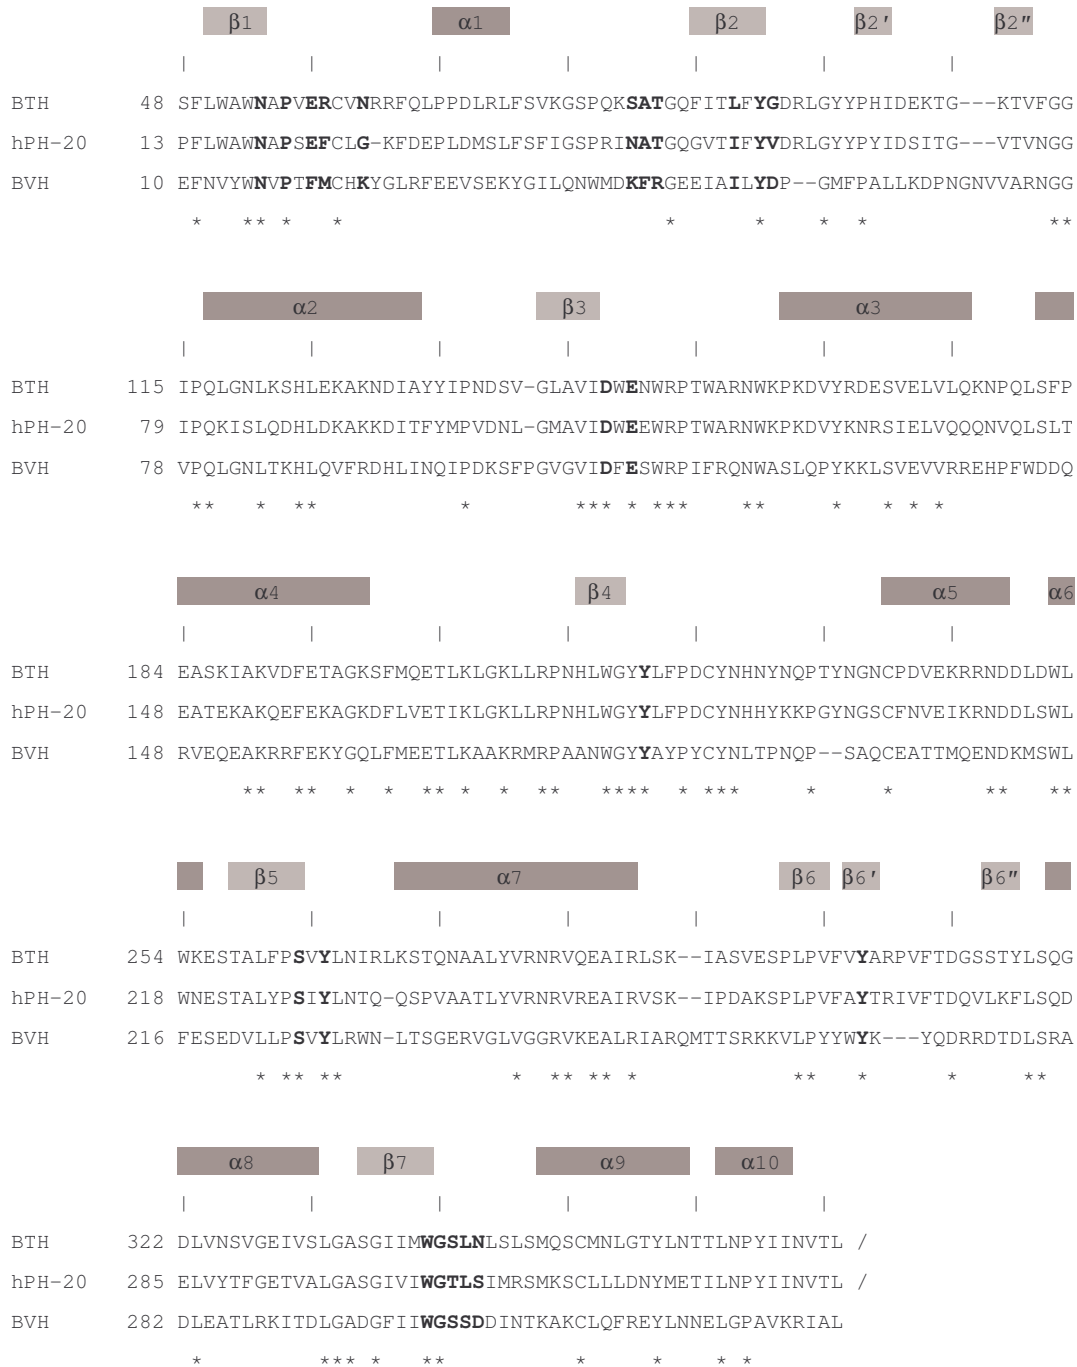 β1 α1 β2 β2′ β2″
| | | | | | |
BTH 48 SFLWAWNAPVERCVNRRFQLPPDLRLFSVKGSPQKSATGQFITLFYGDRLGYYPHIDEKTG---KTVFGG
hPH-20 13 PFLWAWNAPSEFCLG-KFDEPLDMSLFSFIGSPRINATGQGVTIFYVDRLGYYPYIDSITG---VTVNGG
BVH 10 EFNVYWNVPTFMCHKYGLRFEEVSEKYGILQNWMDKFRGEEIAILYDP--GMFPALLKDPNGNVVARNGG
* ** * * * * * * **
α2 β3 α3
| | | | | | |
BTH 115 IPQLGNLKSHLEKAKNDIAYYIPNDSV-GLAVIDWENWRPTWARNWKPKDVYRDESVELVLQKNPQLSFP
hPH-20 79 IPQKISLQDHLDKAKKDITFYMPVDNL-GMAVIDWEEWRPTWARNWKPKDVYKNRSIELVQQQNVQLSLT
BVH 78 VPQLGNLTKHLQVFRDHLINQIPDKSFPGVGVIDFESWRPIFRQNWASLQPYKKLSVEVVRREHPFWDDQ
** * ** * *** * *** ** * * * *
α4 β4 α5 α6
| | | | | | |
BTH 184 EASKIAKVDFETAGKSFMQETLKLGKLLRPNHLWGYYLFPDCYNHNYNQPTYNGNCPDVEKRRNDDLDWL
hPH-20 148 EATEKAKQEFEKAGKDFLVETIKLGKLLRPNHLWGYYLFPDCYNHHYKKPGYNGSCFNVEIKRNDDLSWL
BVH 148 RVEQEAKRRFEKYGQLFMEETLKAAKRMRPAANWGYYAYPYCYNLTPNQP--SAQCEATTMQENDKMSWL
** ** * * ** * * ** **** * *** * * ** **
β5 α7 β6 β6′ β6″
| | | | | | |
BTH 254 WKESTALFPSVYLNIRLKSTQNAALYVRNRVQEAIRLSK--IASVESPLPVFVYARPVFTDGSSTYLSQG
hPH-20 218 WNESTALYPSIYLNTQ-QSPVAATLYVRNRVREAIRVSK--IPDAKSPLPVFAYTRIVFTDQVLKFLSQD
BVH 216 FESEDVLLPSVYLRWN-LTSGERVGLVGGRVKEALRIARQMTTSRKKVLPYYWYK---YQDRRDTDLSRA
* ** ** * ** ** * ** * * **
α8 β7 α9 α10
| | | | | |
BTH 322 DLVNSVGEIVSLGASGIIMWGSLNLSLSMQSCMNLGTYLNTTLNPYIINVTL /
hPH-20 285 ELVYTFGETVALGASGIVIWGTLSIMRSMKSCLLLDNYMETILNPYIINVTL /
BVH 282 DLEATLRKITDLGADGFIIWGSSDDINTKAKCLQFREYLNNELGPAVKRIAL
* *** * ** * * * *